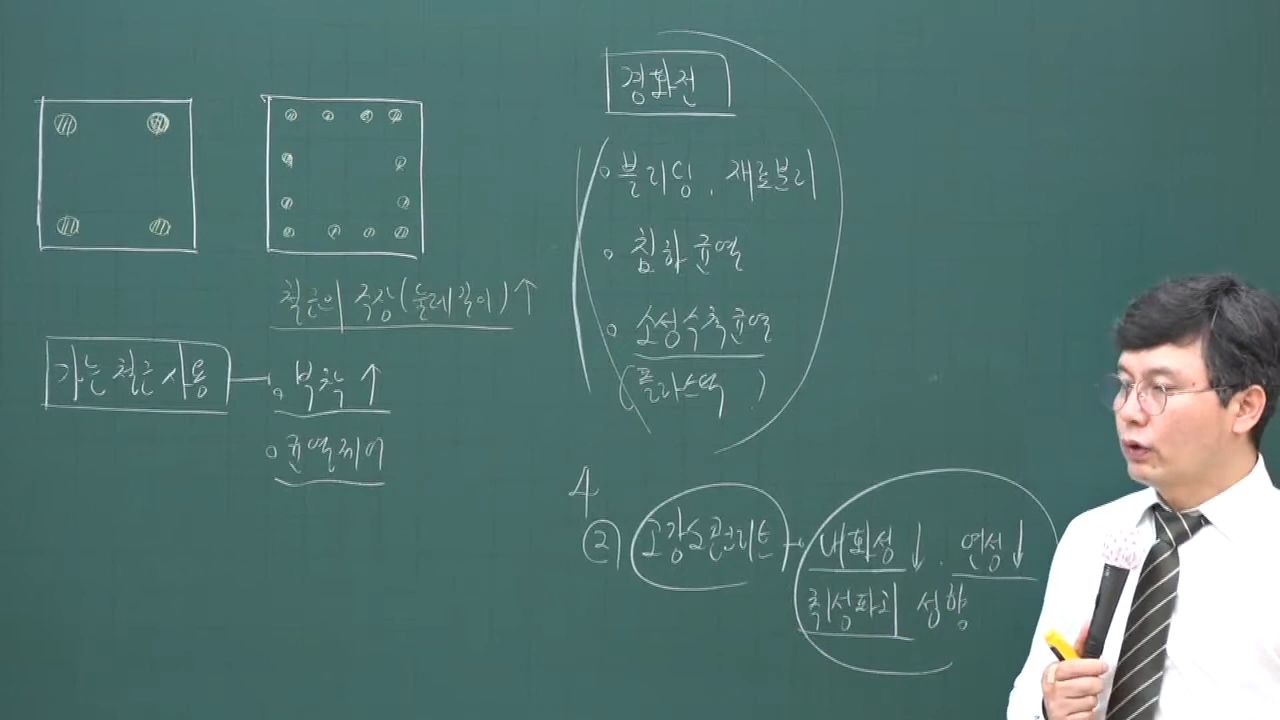 철근의 주장(둘레길이)↑
가는 철근 사용
∘ 부착↑
∘ 균열제어
경화전
∘ 블리딩, 재료분리
∘ 침하균열
∘ 소성수축균열
(플라스틱 )
4
② 고강도콘크리트
내화성↓. 연성↓
취성파괴 성향